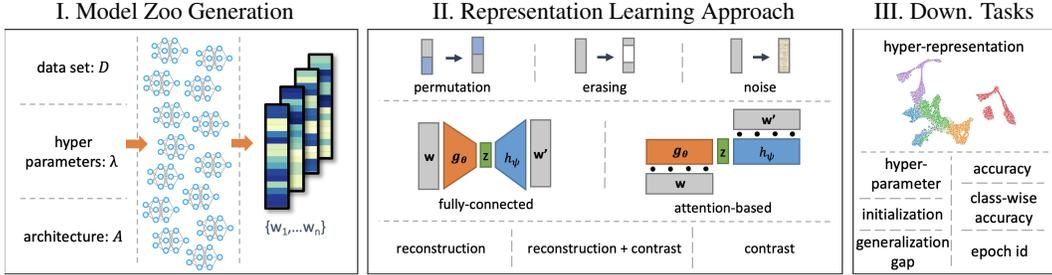 I. Model Zoo Generation
data set: D
hyper
parameters: λ
architecture: A
{w₁,...wₙ}
II. Representation Learning Approach
permutation
erasing
noise
w
gθ
z
hψ
w'
fully-connected
w'
gθ
z
hψ
w
attention-based
reconstruction
reconstruction + contrast
contrast
III. Down. Tasks
hyper-representation
hyper-
parameter
initialization
generalization
gap
accuracy
class-wise
accuracy
epoch id